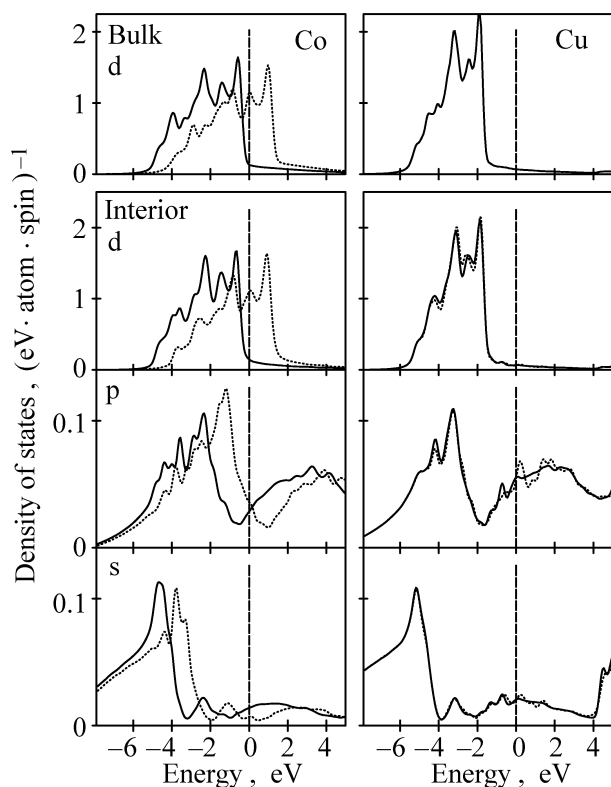 Density of states , (eV· atom · spin )⁻¹
Bulk
d
Co
Cu
2
1
0
Interior
d
2
1
0
p
0.1
0
s
0.1
0
−6 −4 −2 0 2 4
−6 −4 −2 0 2 4
Energy , eV
Energy , eV